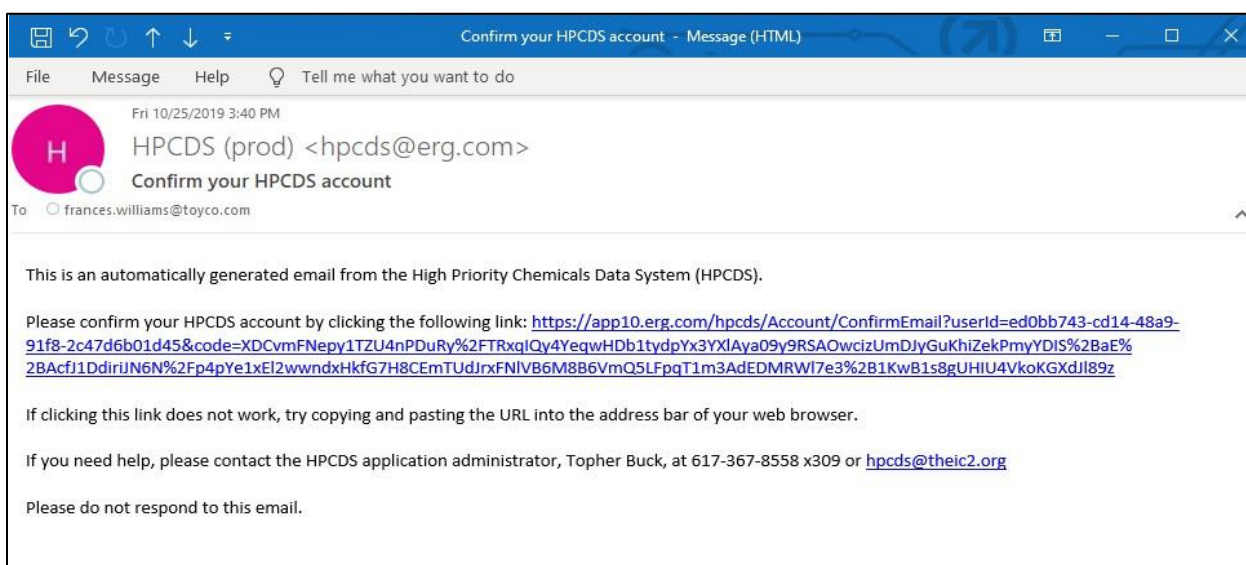 Confirm your HPCDS account - Message (HTML)
File Message Help Tell me what you want to do
Fri 10/25/2019 3:40 PM
H
HPCDS (prod) <hpcds@erg.com>
Confirm your HPCDS account
To frances.williams@toyco.com
This is an automatically generated email from the High Priority Chemicals Data System (HPCDS).
Please confirm your HPCDS account by clicking the following link: https://app10.erg.com/hpcds/Account/ConfirmEmail?userId=ed0bb743-cd14-48a9-
91f8-2c47d6b01d45&code=XDCvmFNepy1TZU4nPDuRy%2FTRxqIQy4YeqwHDb1tydpYx3YXlAya09y9RSAOwcizUmDJyGuKhiZekPmyYDIS%2BaE%
2BAcfJ1DdiriJN6N%2Fp4pYe1xEl2wwndxHkfG7H8CEmTUdJrxFNlVB6M8B6VmQ5LFpqT1m3AdEDMRWl7e3%2B1KwB1s8gUHIU4VkoKGXdJl89z
If clicking this link does not work, try copying and pasting the URL into the address bar of your web browser.
If you need help, please contact the HPCDS application administrator, Topher Buck, at 617-367-8558 x309 or hpcds@theic2.org
Please do not respond to this email.